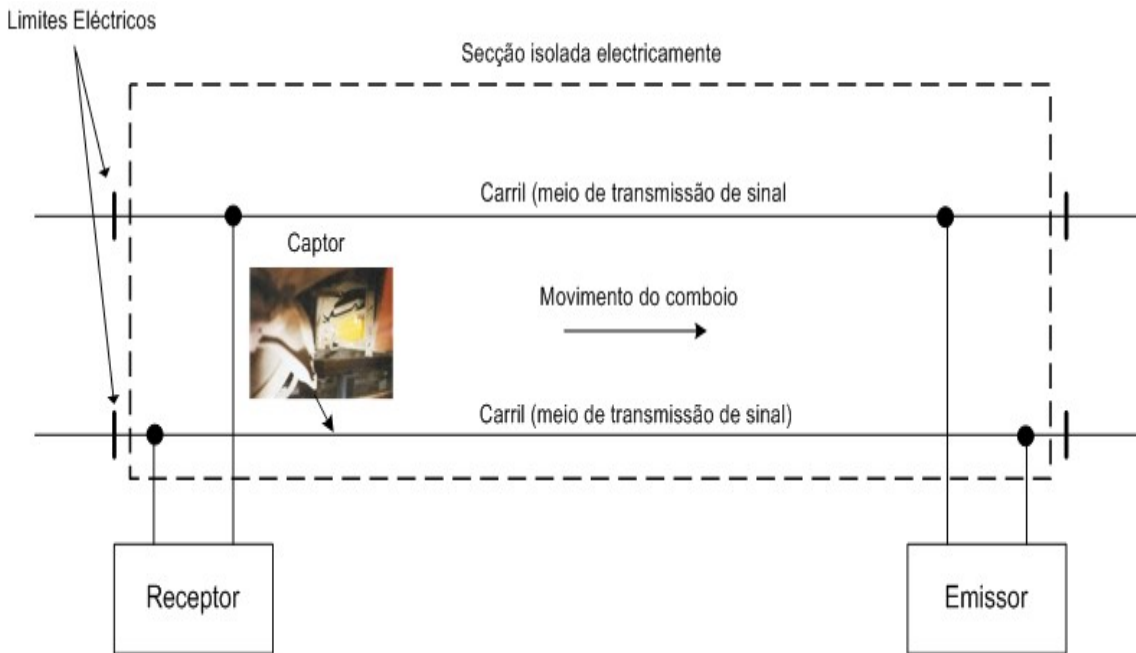 Limites Eléctricos
Secção isolada electricamente
Carril (meio de transmissão de sinal
Captor
Movimento do comboio
Carril (meio de transmissão de sinal)
Receptor
Emissor